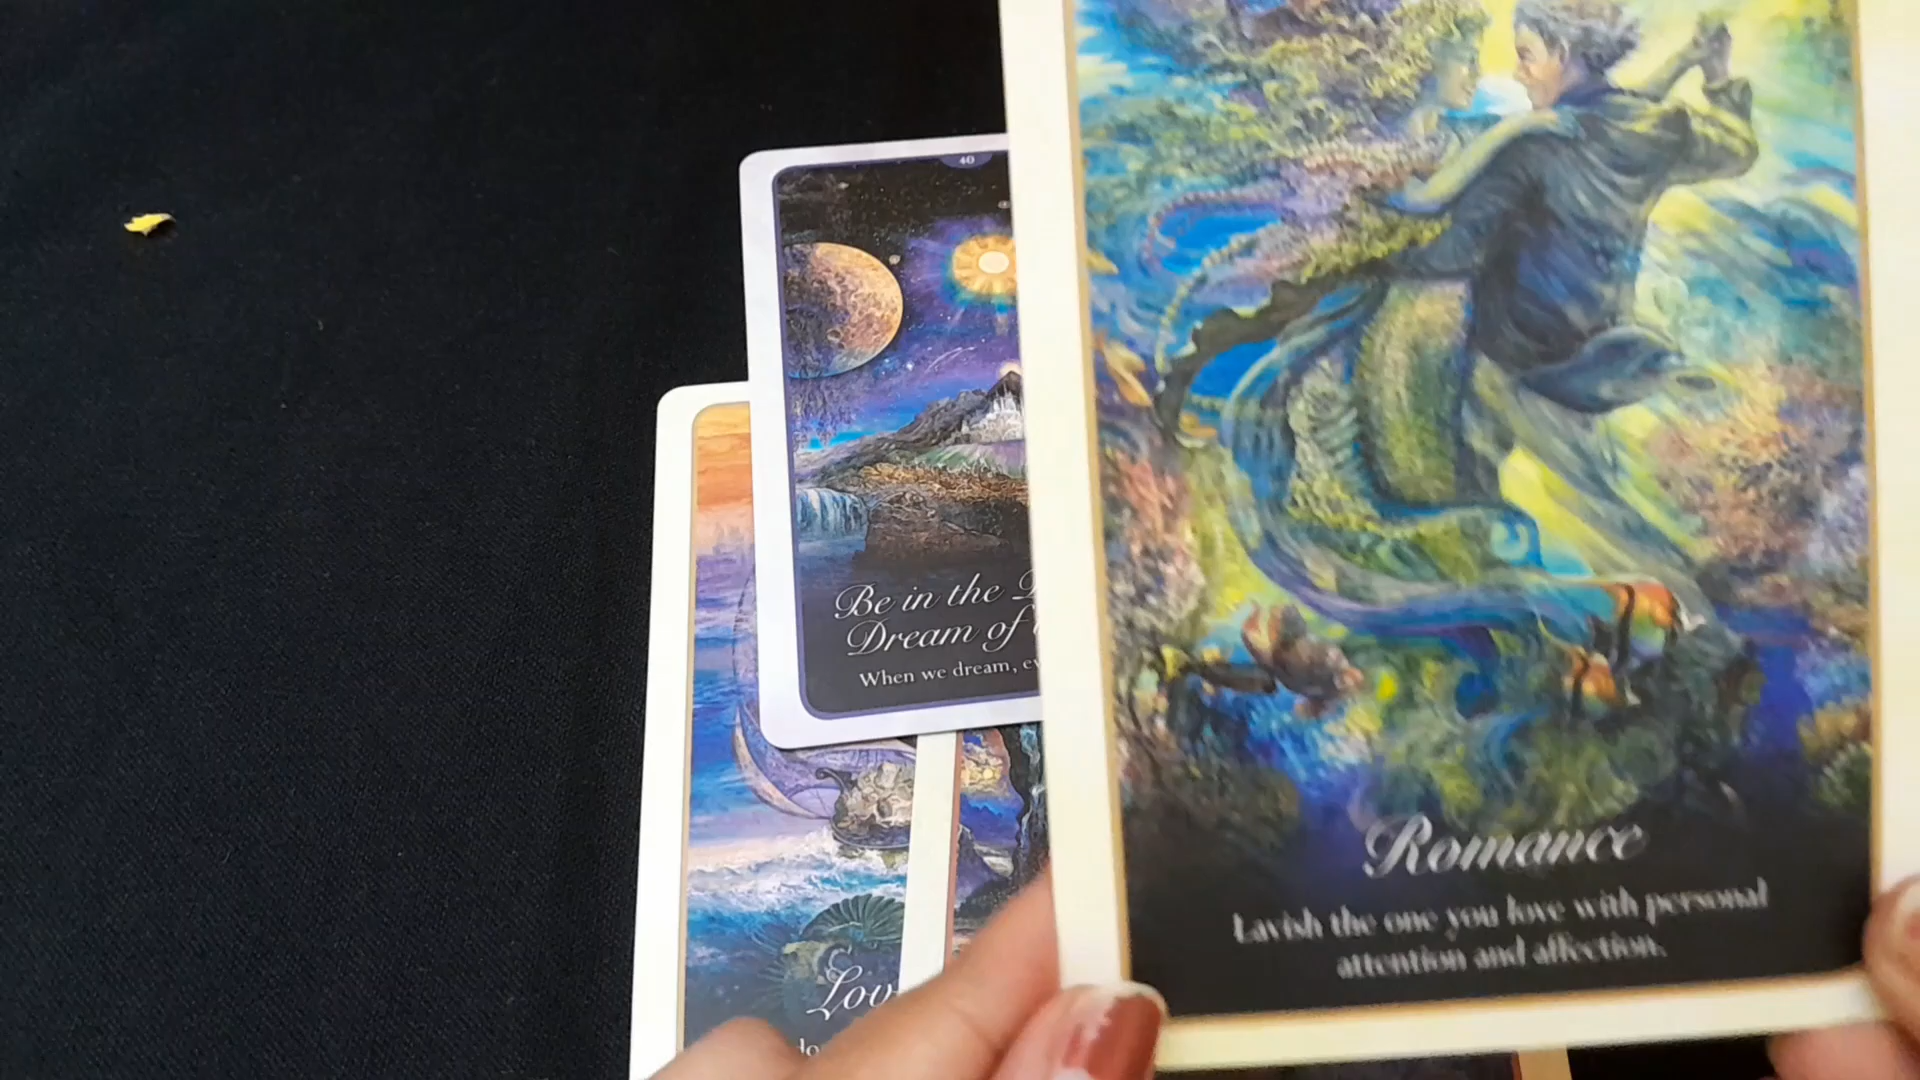 40
Be in the
Dream of
When we dream,
Romance
Lavish the one you love with personal
attention and affection.